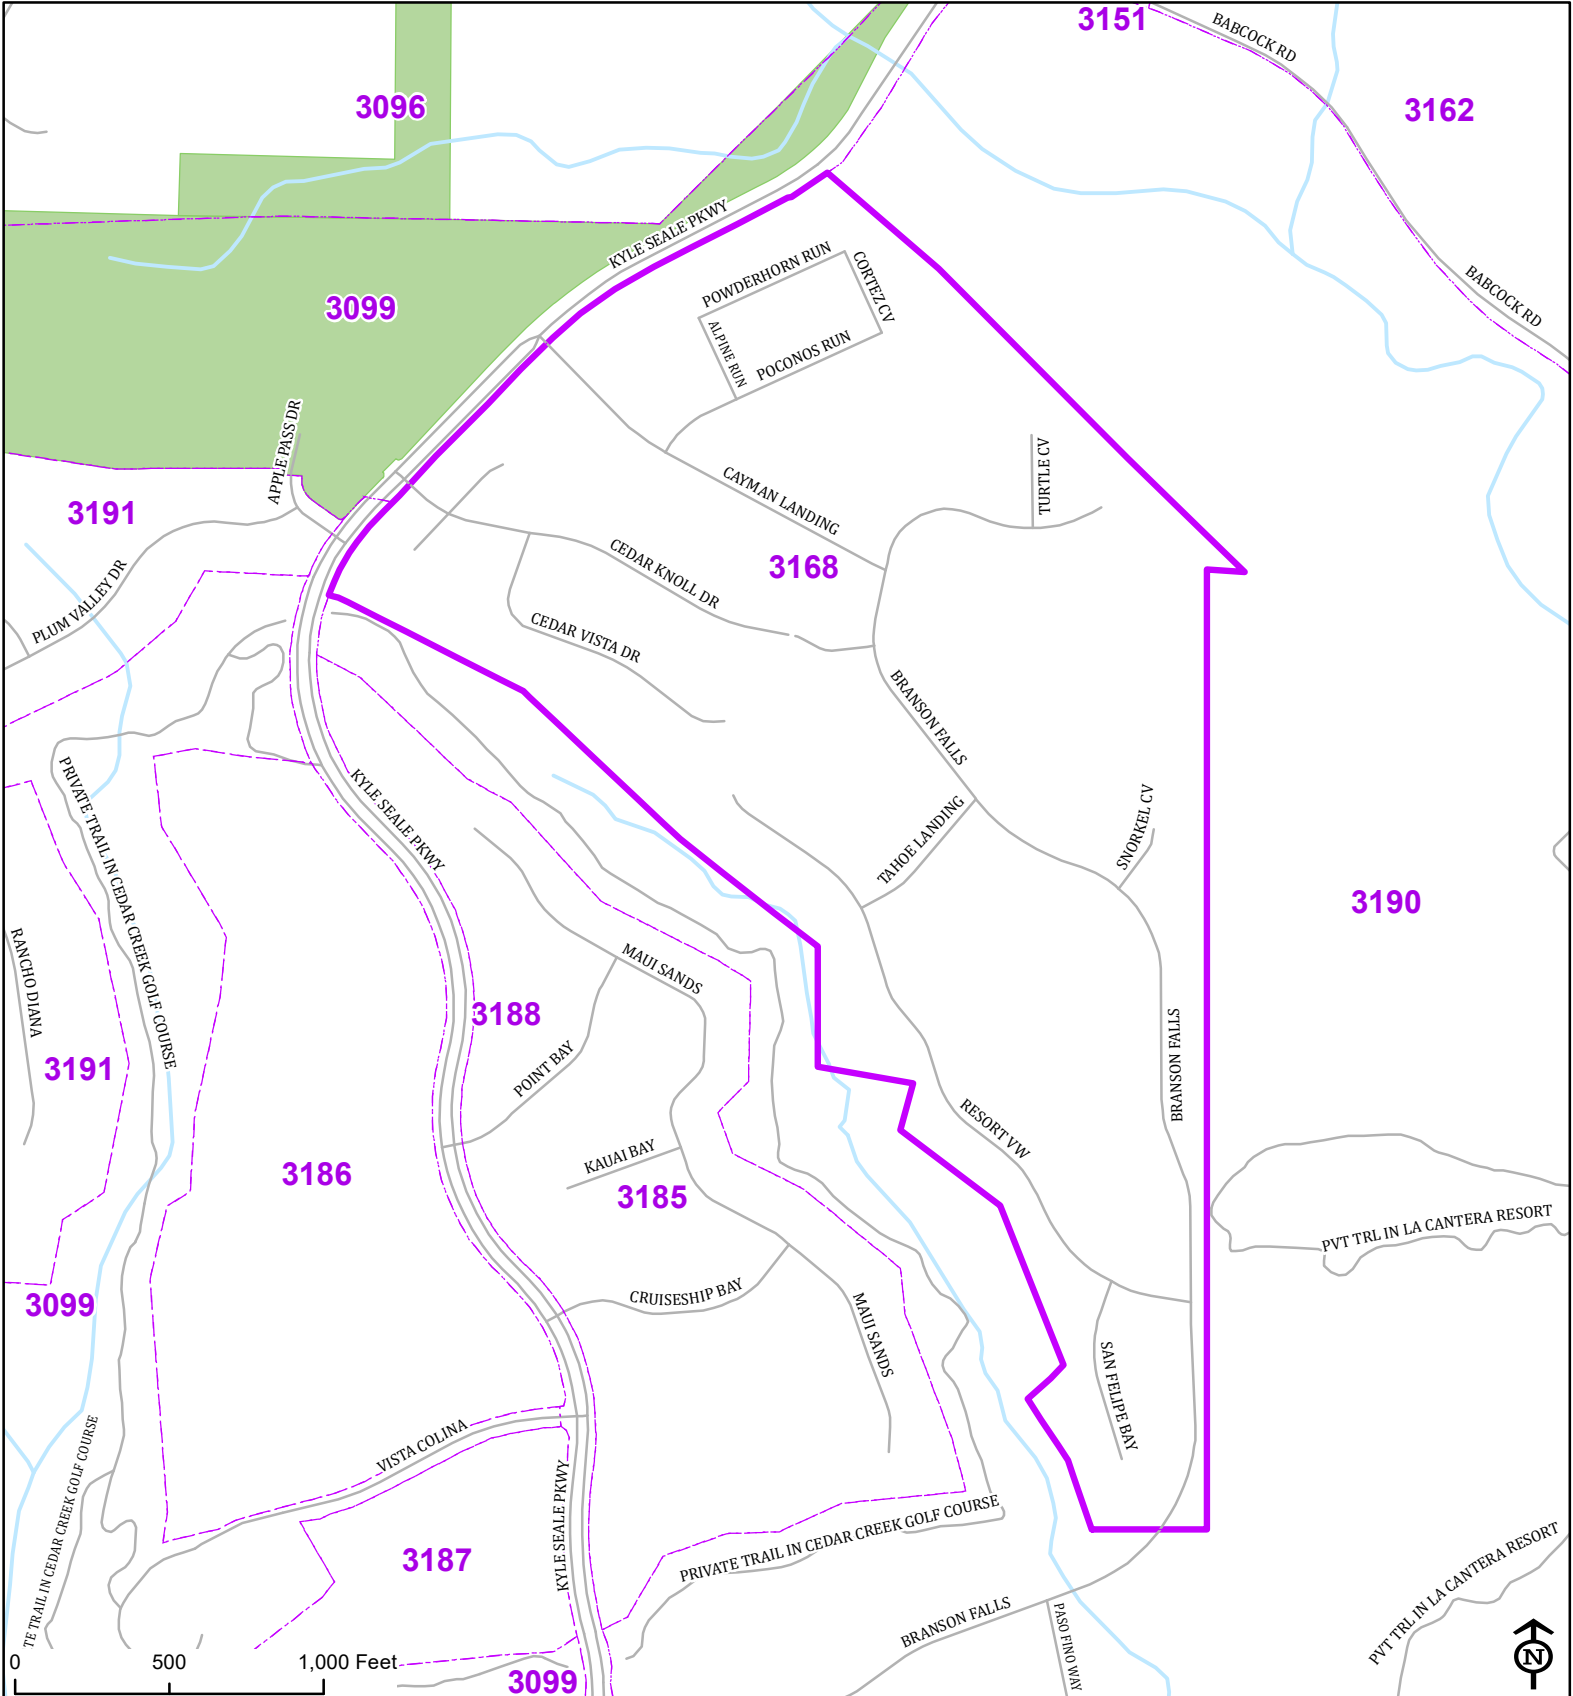 3151
BABCOCK RD
3096
3162
KYLE SEALE PKWY
POWDERHORN RUN
CORTEZ CV
BABCOCK RD
3099
ALPINE RUN
POCONOS RUN
APPLE PASS DR
TURTLE CV
CAYMAN LANDING
3191
3168
CEDAR KNOLL DR
PLUM VALLEY DR
CEDAR VISTA DR
BRANSON FALLS
PRIVATE TRAIL IN CEDAR CREEK GOLF COURSE
KYLE SEALE PKWY
TAHOE LANDING
SNORKEL CV
3190
RANCHO DIANA
MAUI SANDS
3188
BRANSON FALLS
3191
POINT BAY
RESORT VW
KAUAI BAY
3186
3185
PVT TRL IN LA CANTERA RESORT
3099
CRUISESHIP BAY
MAUI SANDS
SAN FELIPE BAY
VISTA COLINA
TE TRAIL IN CEDAR CREEK GOLF COURSE
KYLE SEALE PKWY
PRIVATE TRAIL IN CEDAR CREEK GOLF COURSE
3187
PVT TRL IN LA CANTERA RESORT
BRANSON FALLS
PASO FINO WAY
N
0 500 1,000 Feet
3099